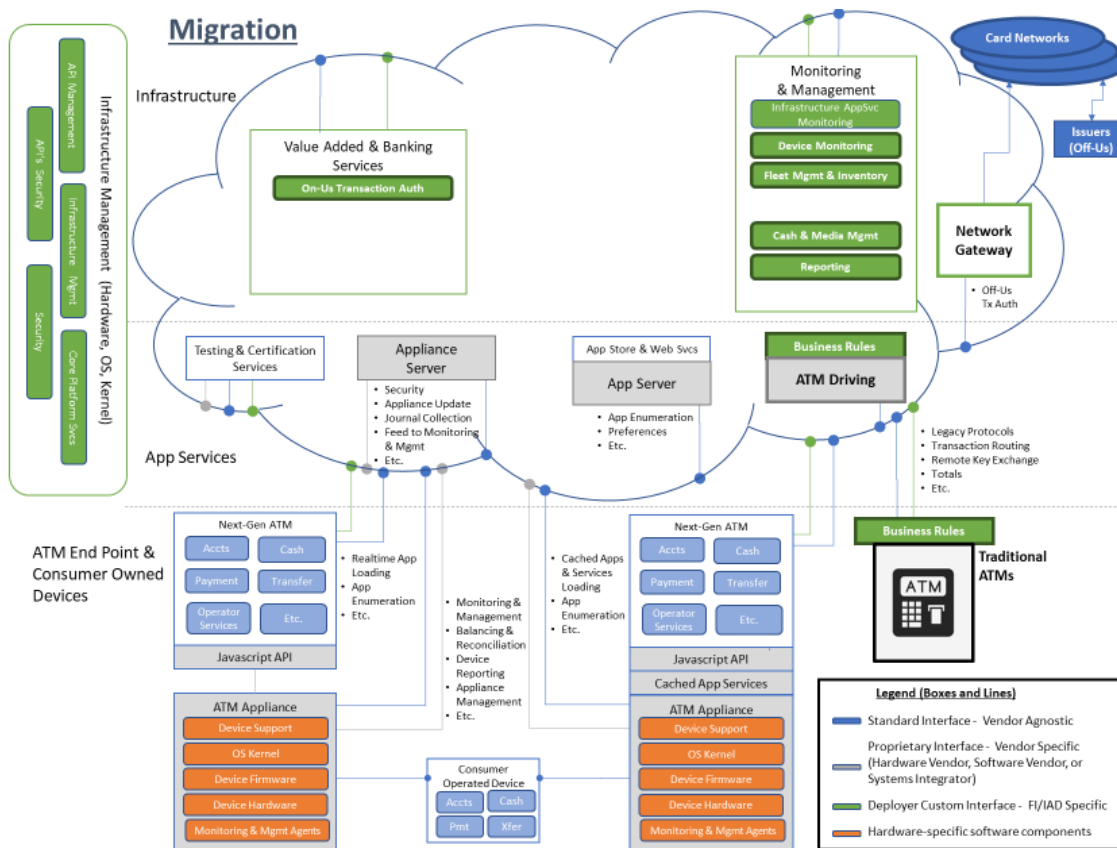 Migration
Infrastructure
Infrastructure Management (Hardware, OS, Kernel)
API Management
API's Security
Infrastructure Mgmt
Security
Core Platform Svcs
Value Added & Banking
Services
On-Us Transaction Auth
Monitoring
& Management
Infrastructure AppSvc
Monitoring
Device Monitoring
Fleet Mgmt & Inventory
Cash & Media Mgmt
Reporting
Card Networks
Issuers
(Off-Us)
Network
Gateway
• Off-Us
Tx Auth
Testing & Certification
Services
Appliance
Server
• Security
• Appliance Update
• Journal Collection
• Feed to Monitoring
& Mgmt
• Etc.
App Store & Web Svcs
App Server
• App Enumeration
• Preferences
• Etc.
Business Rules
ATM Driving
• Legacy Protocols
• Transaction Routing
• Remote Key Exchange
• Totals
• Etc.
App Services
ATM End Point &
Consumer Owned
Devices
Next-Gen ATM
Accts
Cash
Payment
Transfer
Operator
Services
Etc.
Javascript API
• Realtime App
Loading
• App
Enumeration
• Etc.
ATM Appliance
Device Support
OS Kernel
Device Firmware
Device Hardware
Monitoring & Mgmt Agents
• Monitoring &
Management
• Balancing &
Reconciliation
• Device
Reporting
• Appliance
Management
• Etc.
• Cached Apps
& Services
Loading
• App
Enumeration
• Etc.
Consumer
Operated Device
Accts
Cash
Pmt
Xfer
Next-Gen ATM
Accts
Cash
Payment
Transfer
Operator
Services
Etc.
Javascript API
Cached App Services
ATM Appliance
Device Support
OS Kernel
Device Firmware
Device Hardware
Monitoring & Mgmt Agents
Business Rules
ATM
Traditional
ATMs
Legend (Boxes and Lines)
Standard Interface - Vendor Agnostic
Proprietary Interface - Vendor Specific
(Hardware Vendor, Software Vendor, or
Systems Integrator)
Deployer Custom Interface - FI/IAD Specific
Hardware-specific software components